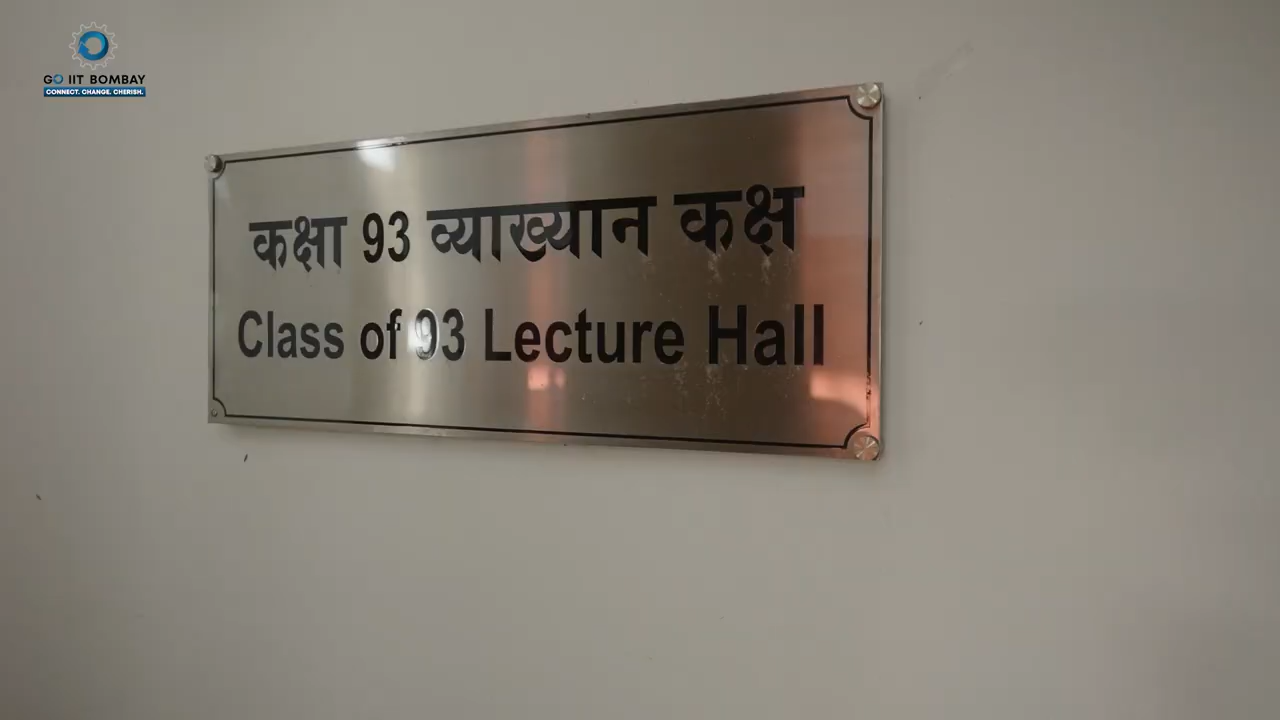 GO IIT BOMBAY
CONNECT. CHANGE. CHERISH.
कक्षा 93 व्याख्यान कक्ष
Class of 93 Lecture Hall